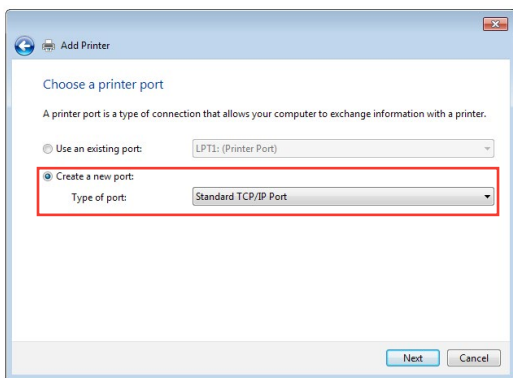 Add Printer
Choose a printer port
A printer port is a type of connection that allows your computer to exchange information with a printer.
Use an existing port: LPT1: (Printer Port)
Create a new port:
Type of port: Standard TCP/IP Port
Next Cancel